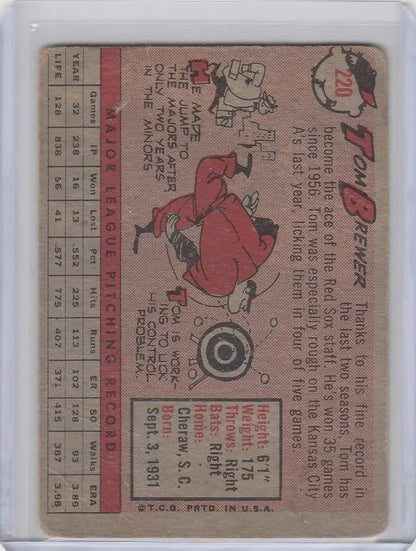 220
TOM BREWER
Thanks to his fine record in
the last two seasons, Tom has
become the ace of the Red Sox staff. He's won 35 games
since 1956. Tom was especially rough on the Kansas City
A's last year, licking them in four of five games.
HE MADE
THE JUMP TO
THE MAJORS AFTER
ONLY TWO YEARS
IN THE MINORS
TOM IS WORK-
ING TO LICK
HIS CONTROL
PROBLEM
Height: 6'1"
Weight: 175
Throws: Right
Bats: Right
Home:
Cheraw, S. C.
Born
Sept. 3, 1931
MAJOR LEAGUE PITCHING RECORD
Games IP Won Lost Pct Hits Runs ER SO Walks ERA
YEAR 32 238 16 13 .552 225 113 102 128 93 3.86
LIFE 128 838 56 41 .577 775 407 371 415 387 3.98
©T.C.G. PRTD. IN U.S.A.